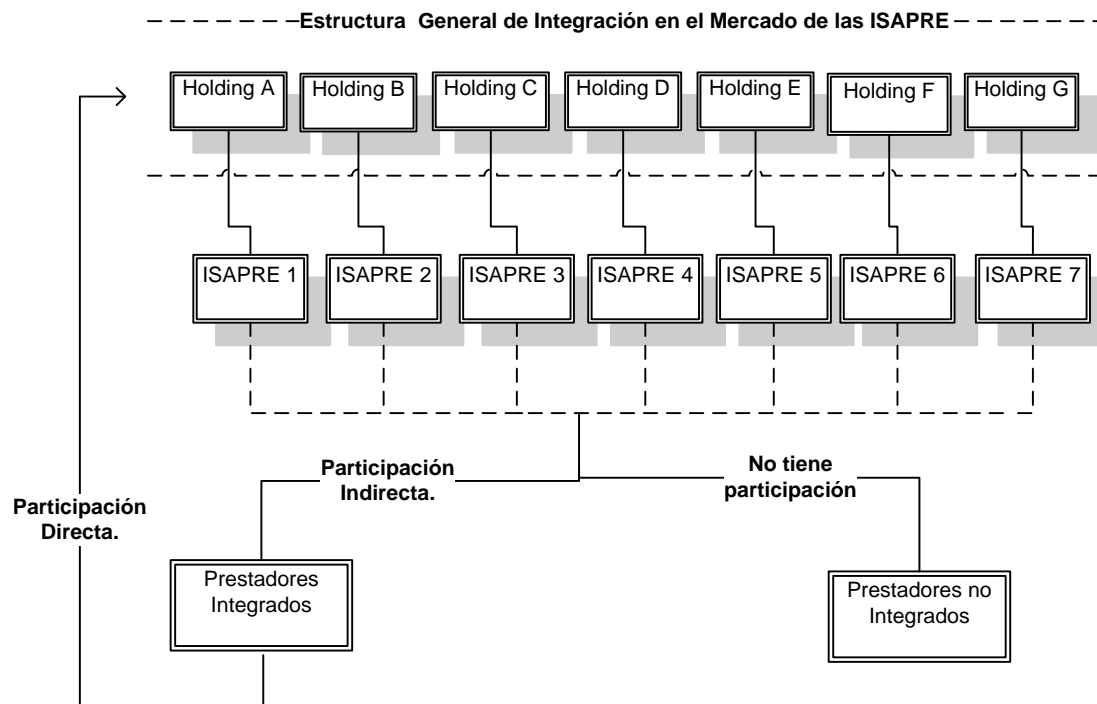 Estructura General de Integración en el Mercado de las ISAPRE
Holding A
Holding B
Holding C
Holding D
Holding E
Holding F
Holding G
ISAPRE 1
ISAPRE 2
ISAPRE 3
ISAPRE 4
ISAPRE 5
ISAPRE 6
ISAPRE 7
Participación
Indirecta.
No tiene
participación
Participación
Directa.
Prestadores
Integrados
Prestadores no
Integrados